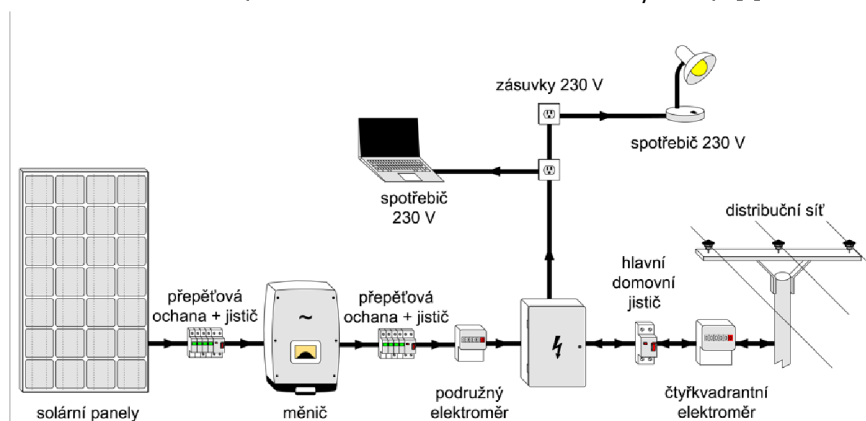 zásuvky 230 V
spotřebič 230 V
spotřebič
230 V
distribuční síť
hlavní
domovní
jistič
přepěťová
ochana + jistič
přepěťová
ochana + jistič
~
solární panely
měnič
podružný
elektroměr
čtyřkvadrantní
elektroměr